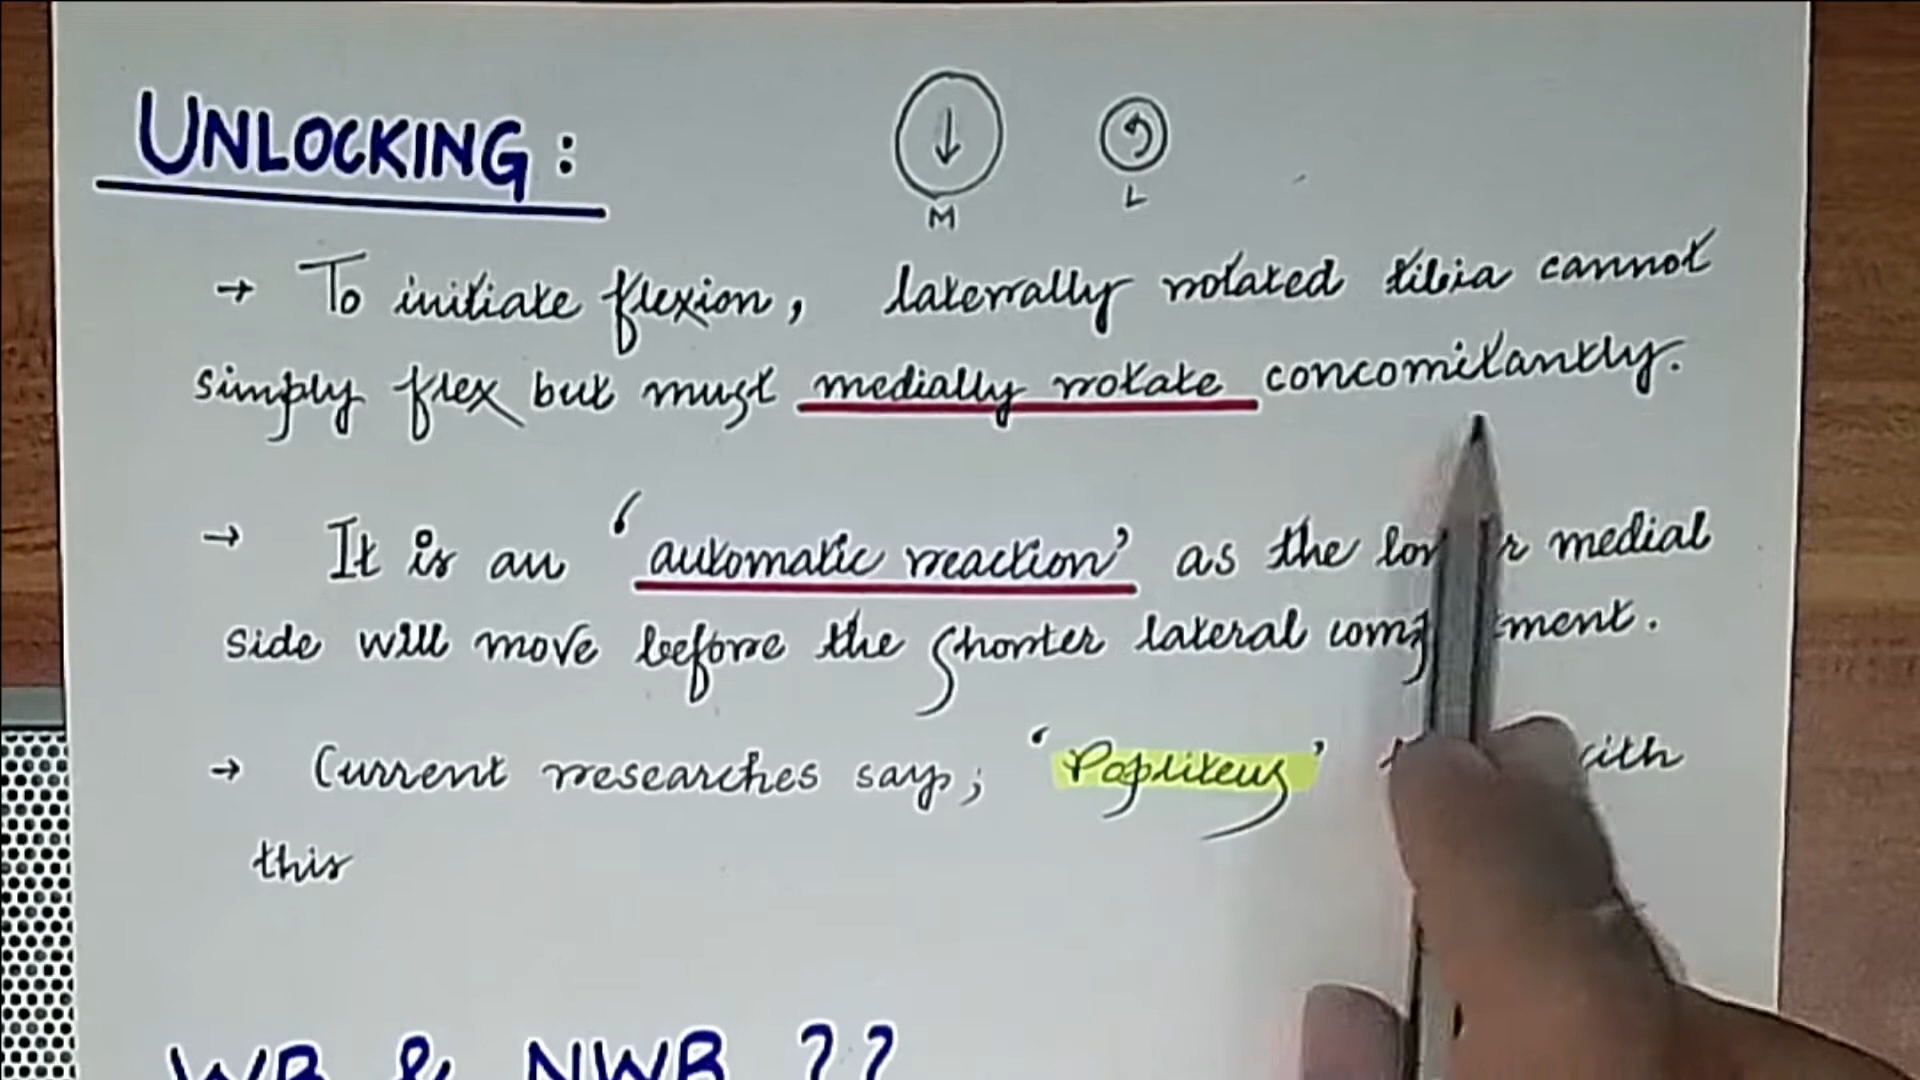 UNLOCKING:
M L
→ To initiate flexion, laterally rotated tibia cannot
simply flex but must medially rotate concomitantly.
→ It is an 'automatic reaction' as the medial
side will move before the shorter lateral
→ Current researches say; 'Popliteus'
this
WB & NWB ??